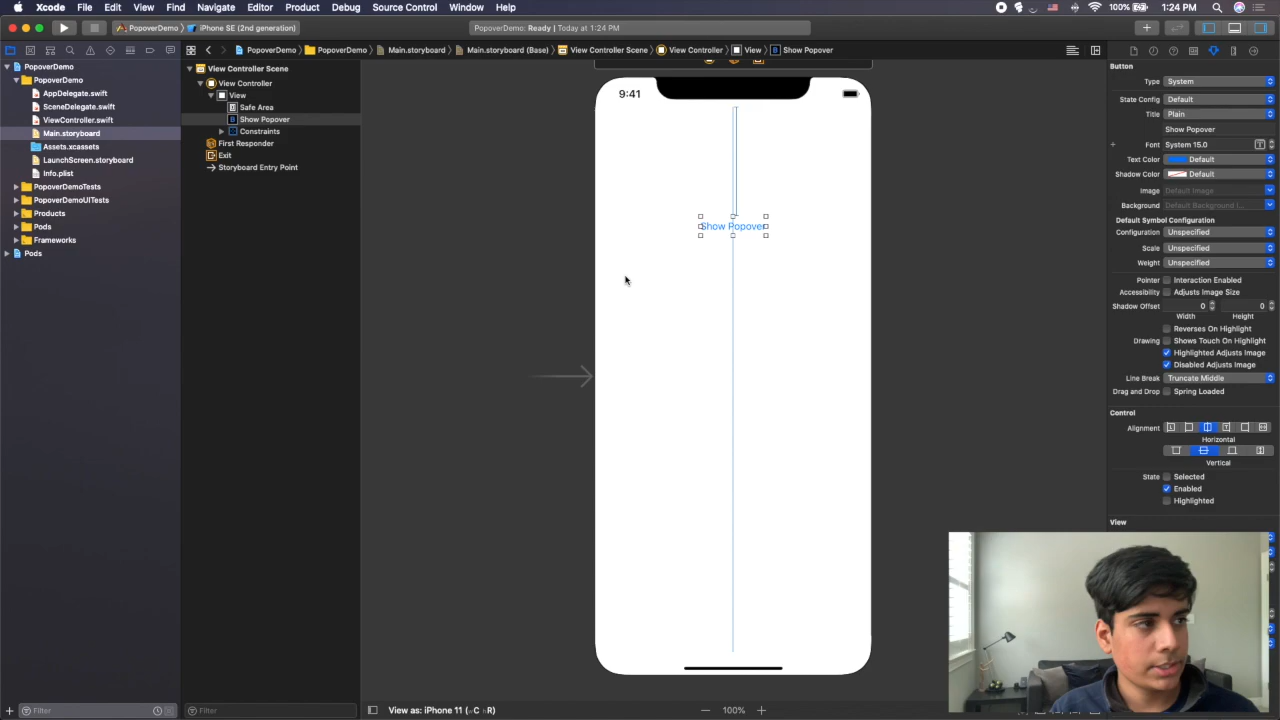 Xcode File Edit View Find Navigate Editor Product Debug Source Control Window Help 100% 1:24 PM
PopoverDemo iPhone SE (2nd generation) PopoverDemo: Ready | Today at 1:24 PM
PopoverDemo PopoverDemo Main.storyboard Main.storyboard (Base) View Controller Scene View Controller View B Show Popover
PopoverDemo
PopoverDemo
AppDelegate.swift
SceneDelegate.swift
ViewController.swift
Main.storyboard
Assets.xcassets
LaunchScreen.storyboard
Info.plist
PopoverDemoTests
PopoverDemoUITests
Products
Pods
Frameworks
Pods
Filter
View Controller Scene
View Controller
View
Safe Area
B Show Popover
Constraints
First Responder
Exit
Storyboard Entry Point
Filter
9:41
Show Popover
View as: iPhone 11 (wC hR)
100%
Button
Type System
State Config Default
Title Plain
Show Popover
Font System 15.0
Text Color Default
Shadow Color Default
Image Default Image
Background Default Background I...
Default Symbol Configuration
Configuration Unspecified
Scale Unspecified
Weight Unspecified
Pointer Interaction Enabled
Accessibility Adjusts Image Size
Shadow Offset 0 0
Width Height
Reverses On Highlight
Drawing Shows Touch On Highlight
Highlighted Adjusts Image
Disabled Adjusts Image
Line Break Truncate Middle
Drag and Drop Spring Loaded
Control
Alignment
Horizontal
Vertical
State Selected
Enabled
Highlighted
View